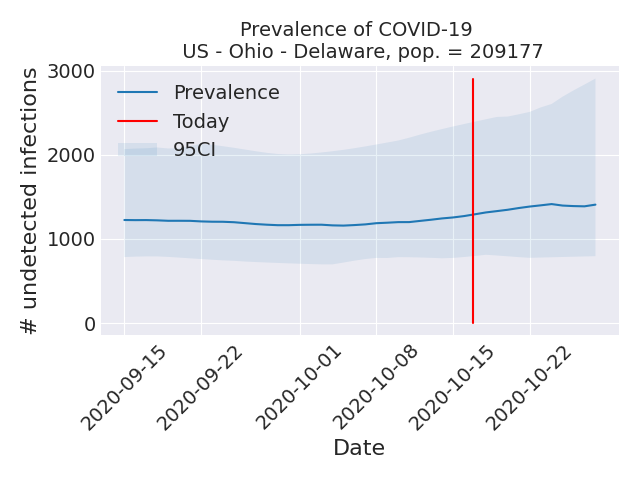 Prevalence of COVID-19
US - Ohio - Delaware, pop. = 209177
# undetected infections
3000
2000
1000
0
Prevalence
Today
95CI
2020-09-15
2020-09-22
2020-10-01
2020-10-08
2020-10-15
2020-10-22
Date